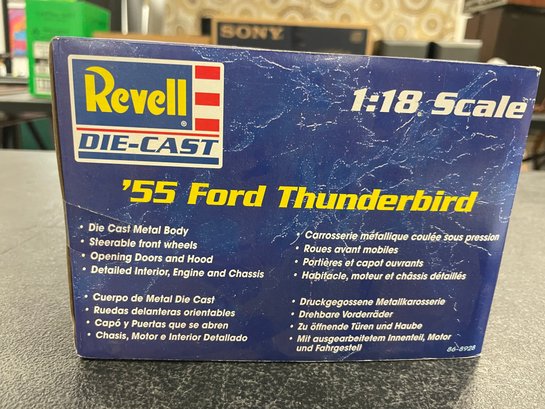 SONY
Revell
®
DIE-CAST
1:18 Scale
'55 Ford Thunderbird
• Die Cast Metal Body
• Steerable front wheels
• Opening Doors and Hood
• Detailed Interior, Engine and Chassis
• Carrosserie métallique coulée sous pression
• Roues avant mobiles
• Portières et capot ouvrants
• Habitacle, moteur et châssis détaillés
• Cuerpo de Metal Die Cast
• Ruedas delanteras orientables
• Capó y Puertas que se abren
• Chasis, Motor e Interior Detallado
• Druckgegossene Metallkarosserie
• Drehbare Vorderräder
• Zu öffnende Türen und Haube
• Mit ausgearbeitetem Innenteil, Motor
und Fahrgestell
86-8928